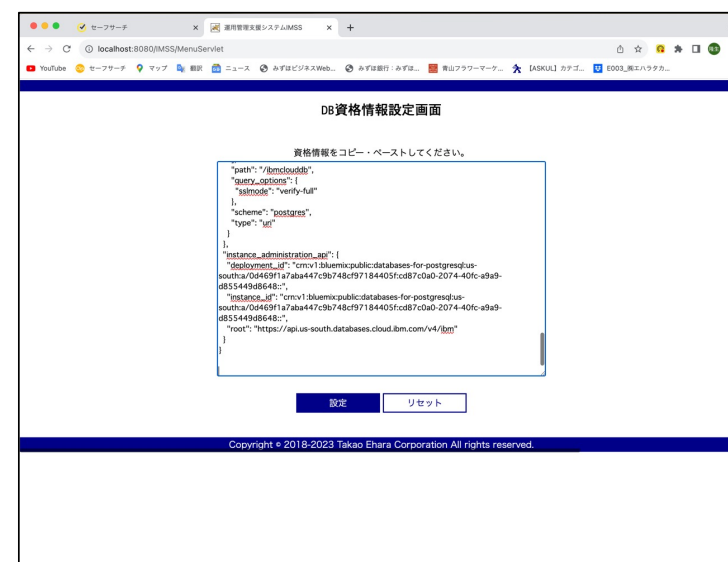 セーフサーチ
運用管理支援システムIMSS
localhost:8080/IMSS/MenuServlet
YouTube セーフサーチ マップ 翻訳 ニュース みずほビジネスWeb... みずほ銀行：みずほ... 青山フラワーマーケ... 【ASKUL】カテゴ... E003_㈱エハラタカ...
DB資格情報設定画面
資格情報をコピー・ペーストしてください。
"path": "/ibmclouddb",
"query_options": {
"sslmode": "verify-full"
},
"scheme": "postgres",
"type": "uri"
}
},
"instance_administration_api": {
"deployment_id": "crn:v1:bluemix:public:databases-for-postgresql:us-
south:a/0d469f1a7aba447c9b748cf97184405f:cd87c0a0-2074-40fc-a9a9-
d855449d8648::",
"instance_id": "crn:v1:bluemix:public:databases-for-postgresql:us-
south:a/0d469f1a7aba447c9b748cf97184405f:cd87c0a0-2074-40fc-a9a9-
d855449d8648::",
"root": "https://api.us-south.databases.cloud.ibm.com/v4/ibm"
}
}
設定 リセット
Copyright © 2018-2023 Takao Ehara Corporation All rights reserved.